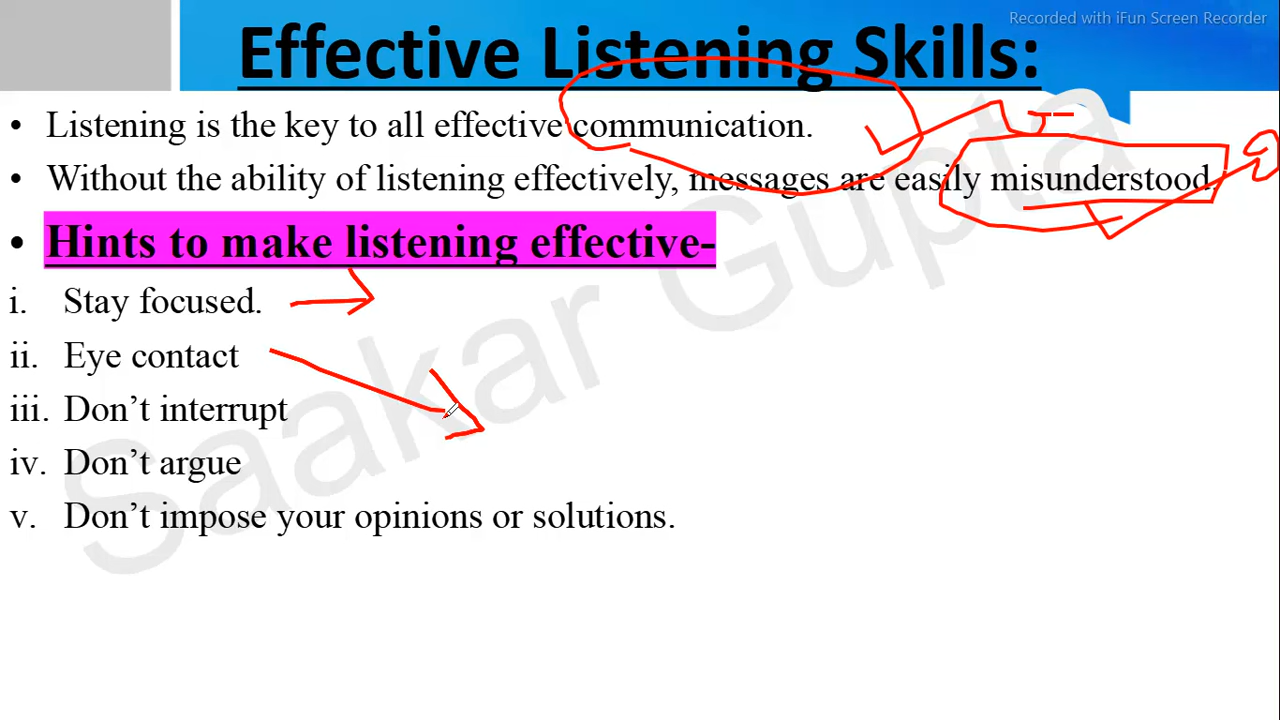 Recorded with iFun Screen Recorder
Effective Listening Skills:
• Listening is the key to all effective communication.
• Without the ability of listening effectively, messages are easily misunderstood.
• Hints to make listening effective-
i. Stay focused.
ii. Eye contact
iii. Don’t interrupt
iv. Don’t argue
v. Don’t impose your opinions or solutions.
Saakar Gupta